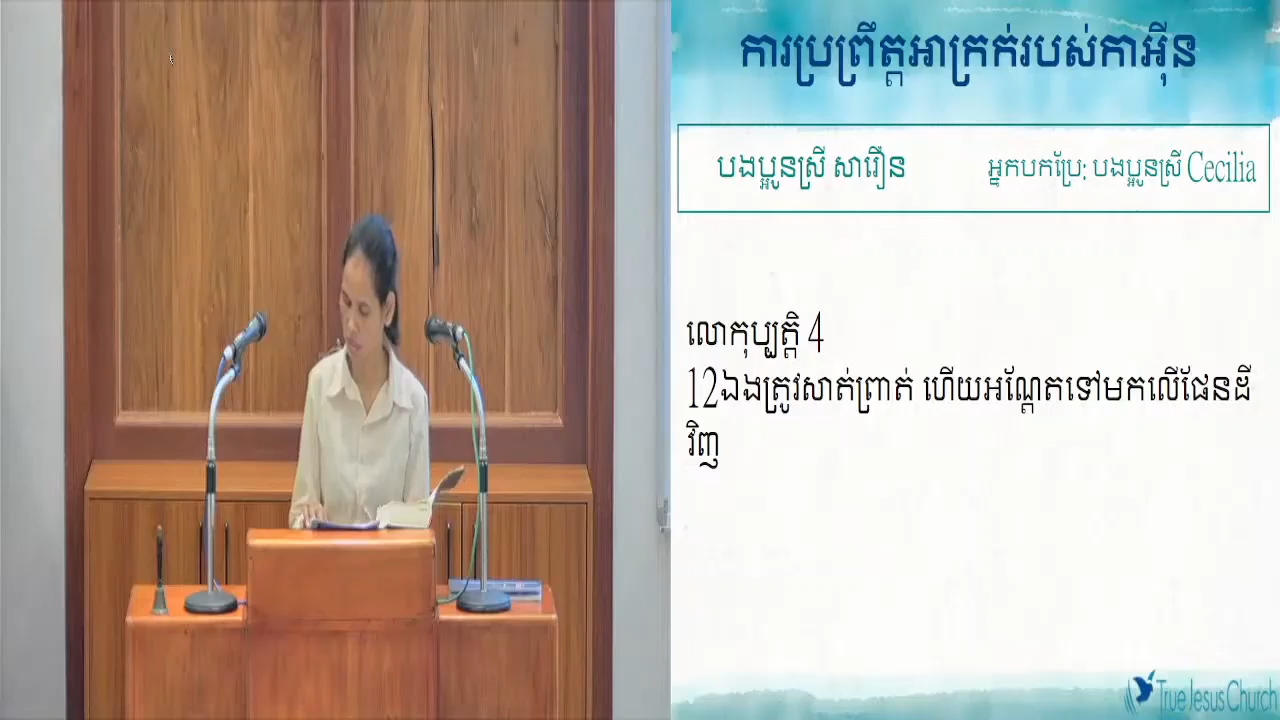 ការប្រព្រឹត្តអាក្រក់របស់កាអ៊ីន
បងប្អូនស្រី សារឿន
អ្នកបកប្រែ: បងប្អូនស្រី Cecilia
លោកុប្បត្តិ 4
12ឯងត្រូវសាត់ព្រាត់ ហើយអណ្តែតទៅមកលើផែនដី
វិញ
True Jesus Church